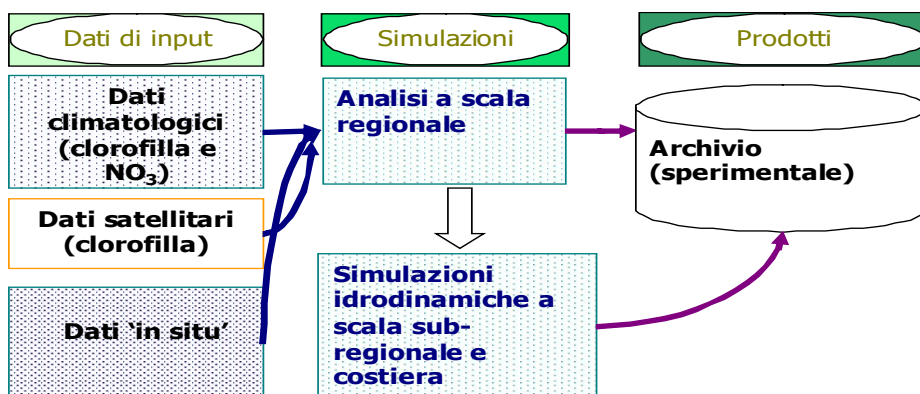 Dati di input
Simulazioni
Prodotti
Dati
climatologici
(clorofilla e
NO₃)
Analisi a scala
regionale
Archivio
(sperimentale)
Dati satellitari
(clorofilla)
Simulazioni
idrodinamiche a
scala sub-
regionale e
costiera
Dati ‘in situ’